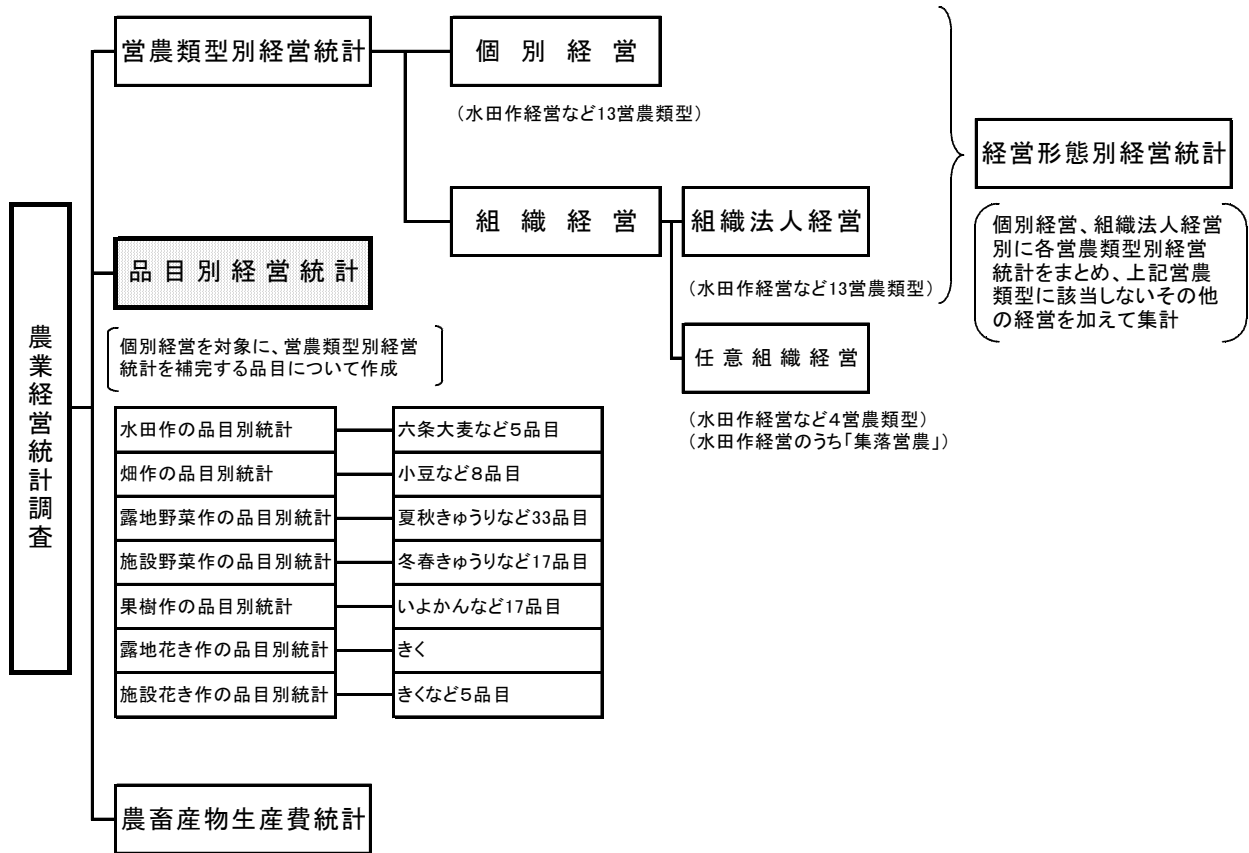 農業経営統計調査
営農類型別経営統計
個別経営
（水田作経営など13営農類型）
組織経営
組織法人経営
（水田作経営など13営農類型）
任意組織経営
（水田作経営など４営農類型）
（水田作経営のうち「集落営農」）
経営形態別経営統計
個別経営、組織法人経営
別に各営農類型別経営
統計をまとめ、上記営農
類型に該当しないその他
の経営を加えて集計
品目別経営統計
個別経営を対象に、営農類型別経営
統計を補完する品目について作成
水田作の品目別統計
六条大麦など５品目
畑作の品目別統計
小豆など８品目
露地野菜作の品目別統計
夏秋きゅうりなど33品目
施設野菜作の品目別統計
冬春きゅうりなど17品目
果樹作の品目別統計
いよかんなど17品目
露地花き作の品目別統計
きく
施設花き作の品目別統計
きくなど５品目
農畜産物生産費統計